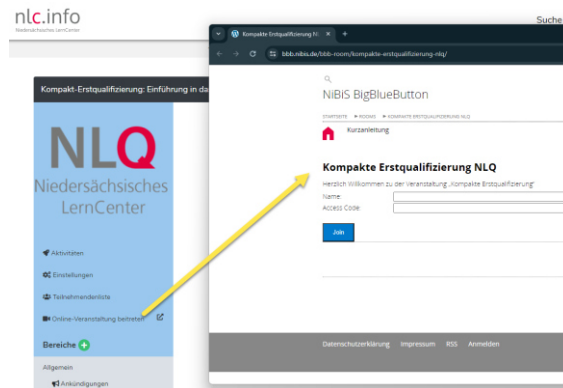 nlc.info
Niedersächsisches LernCenter
Suche
Kompakt-Erstqualifizierung: Einführung in da
NLQ
Niedersächsisches
LernCenter
Aktivitäten
Einstellungen
Teilnehmendenliste
Online-Veranstaltung beitreten
Bereiche
Allgemein
Ankündigungen
Kompakte Erstqualifizierung NL
bbb.nibis.de/bbb-room/kompakte-erstqualifizierung-nlq/
NiBiS BigBlueButton
STARTSEITE ROOMS KOMPAKTE ERSTQUALIFIZIERUNG NLQ
Kurzanleitung
Kompakte Erstqualifizierung NLQ
Herzlich Willkommen zu der Veranstaltung „Kompakte Erstqualifizierung"
Name:
Access Code:
Join
Datenschutzerklärung Impressum RSS Anmelden